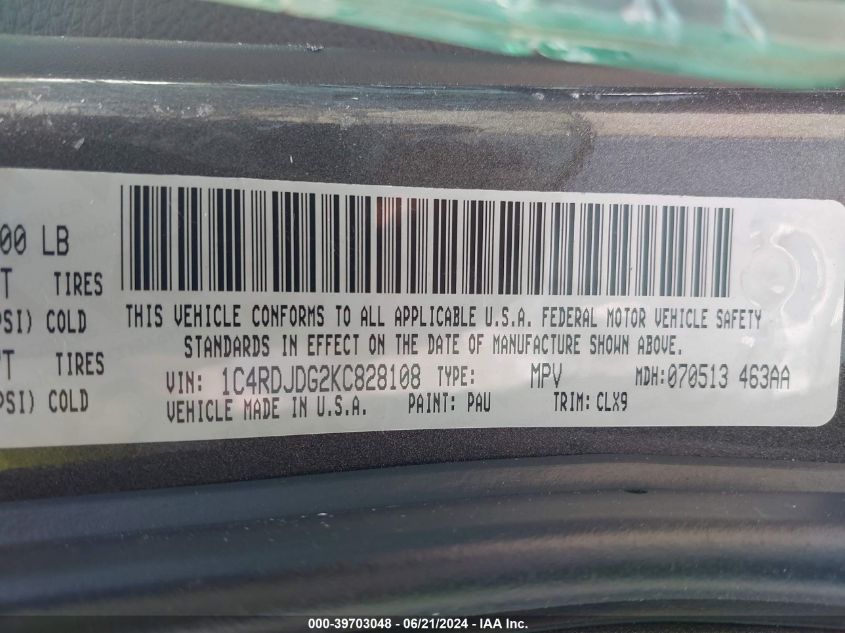 00 LB
T TIRES
PSI) COLD
PT TIRES
PSI) COLD
THIS VEHICLE CONFORMS TO ALL APPLICABLE U.S.A. FEDERAL MOTOR VEHICLE SAFETY
STANDARDS IN EFFECT ON THE DATE OF MANUFACTURE SHOWN ABOVE.
VIN: 1C4RDJDG2KC828108 TYPE: MPV MDH:070513 463AA
VEHICLE MADE IN U.S.A. PAINT: PAU TRIM: CLX9
000-39703048 - 06/21/2024 - IAA Inc.